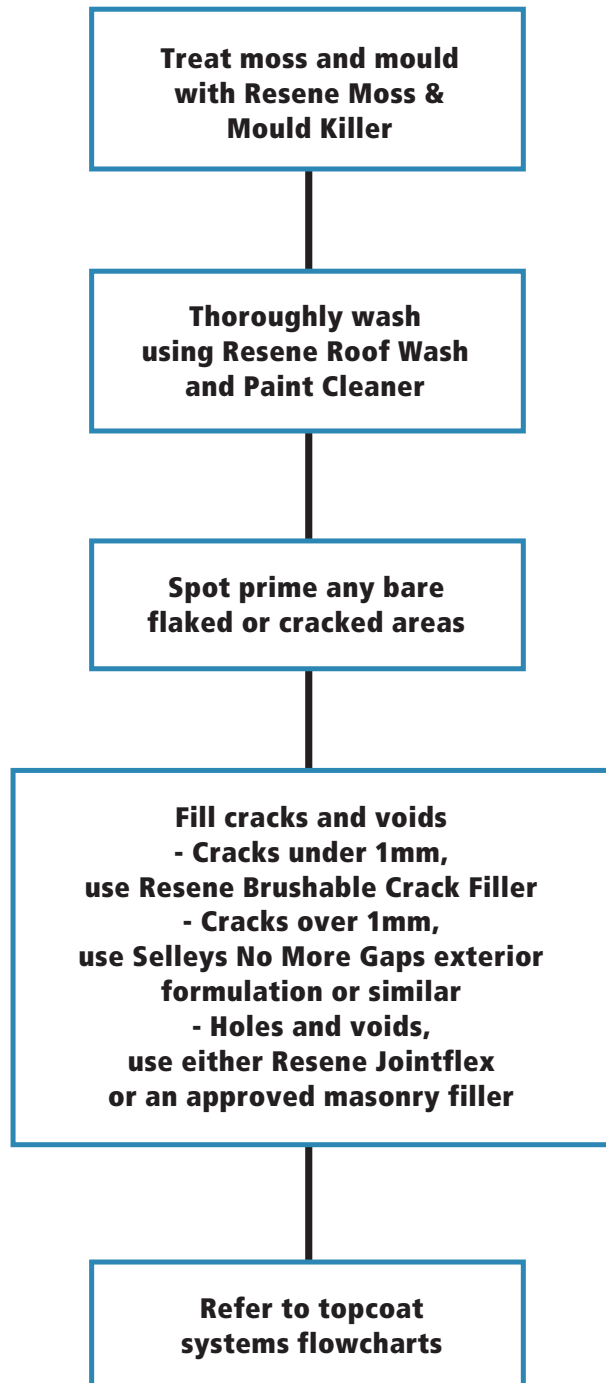 Treat moss and mould
with Resene Moss &
Mould Killer
Thoroughly wash
using Resene Roof Wash
and Paint Cleaner
Spot prime any bare
flaked or cracked areas
Fill cracks and voids
- Cracks under 1mm,
use Resene Brushable Crack Filler
- Cracks over 1mm,
use Selleys No More Gaps exterior
formulation or similar
- Holes and voids,
use either Resene Jointflex
or an approved masonry filler
Refer to topcoat
systems flowcharts